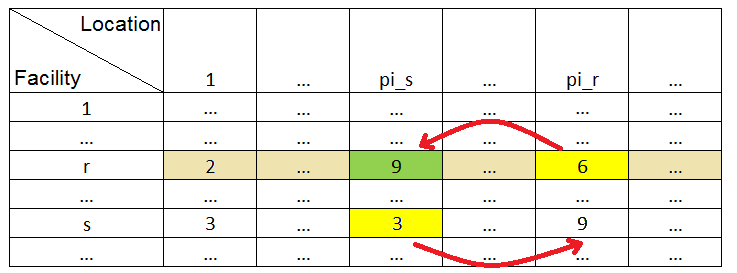 Location
Facility 1 ... pi_s ... pi_r ...
1 ... ... ... ... ... ...
... ... ... ... ... ... ...
r 2 ... 9 ... 6 ...
... ... ... ... ... ... ...
s 3 ... 3 ... 9 ...
... ... ... ... ... ... ...